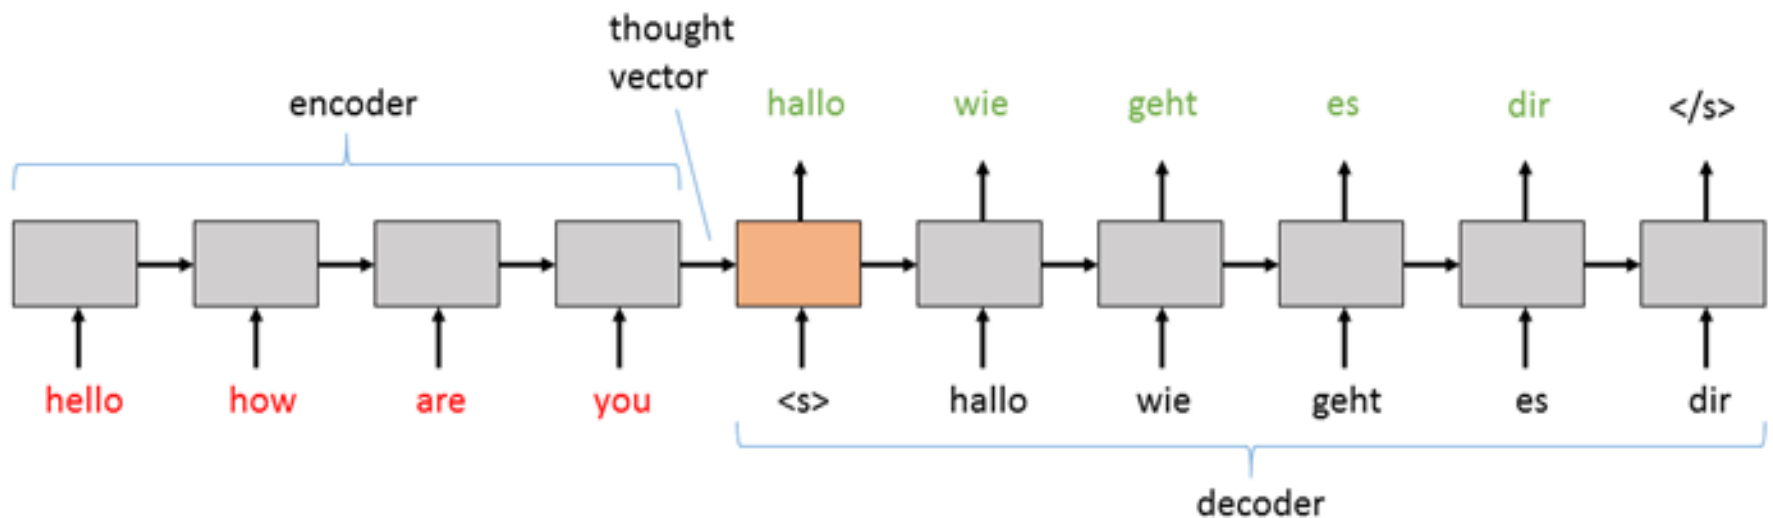 thought
vector
encoder
hallo wie geht es dir </s>
hello how are you <s> hallo wie geht es dir
decoder